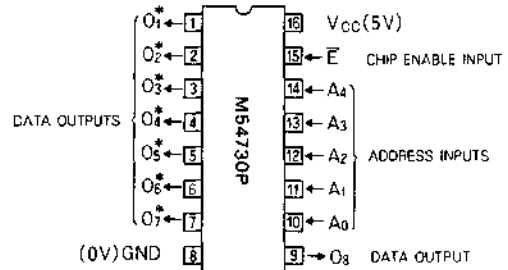 O1* 1 16 Vcc(5V)
O2* 2 15 E̅ CHIP ENABLE INPUT
O3* 3 14 A4
DATA OUTPUTS O4* 4 M54730P 13 A3
O5* 5 12 A2 ADDRESS INPUTS
O6* 6 11 A1
O7* 7 10 A0
(0V)GND 8 9 O8 DATA OUTPUT